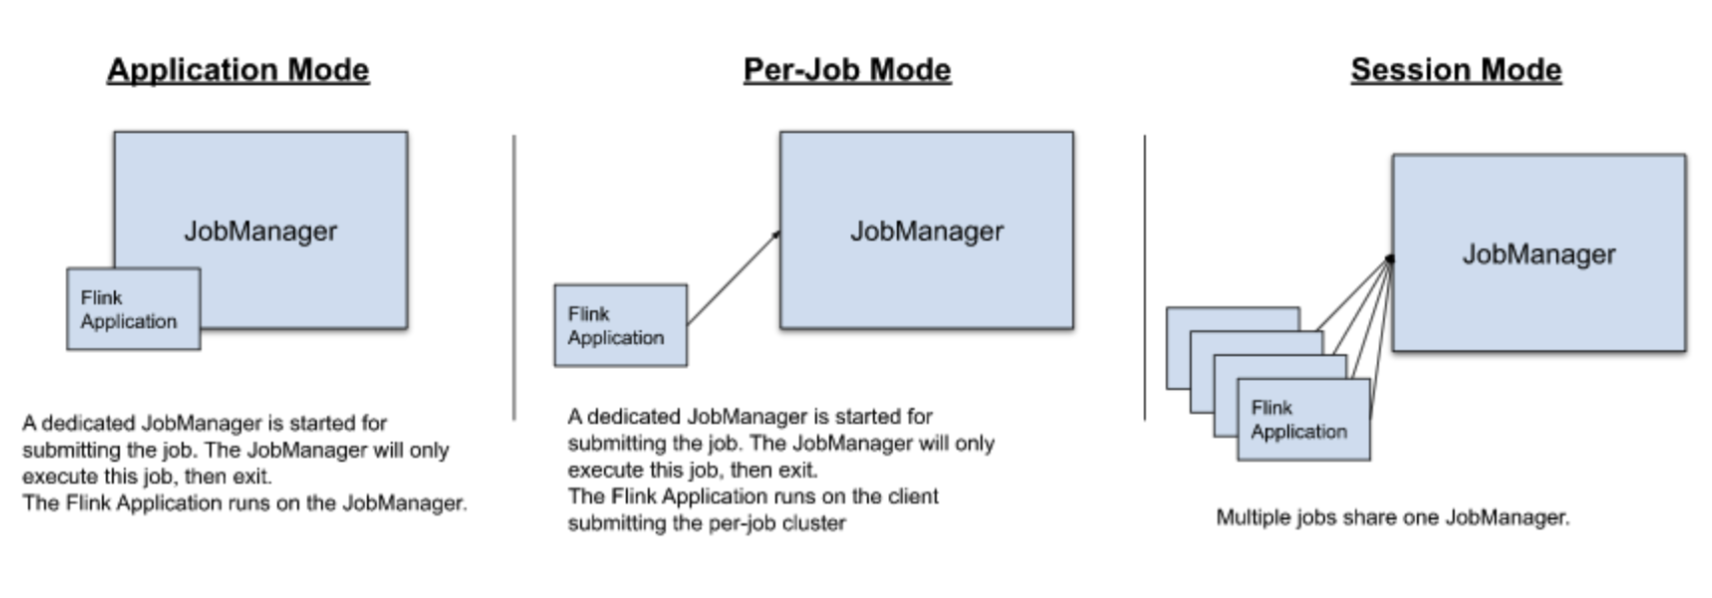 Application Mode
JobManager
Flink
Application
A dedicated JobManager is started for
submitting the job. The JobManager will only
execute this job, then exit.
The Flink Application runs on the JobManager.
Per-Job Mode
JobManager
Flink
Application
A dedicated JobManager is started for
submitting the job. The JobManager will only
execute this job, then exit.
The Flink Application runs on the client
submitting the per-job cluster
Session Mode
JobManager
Flink
Application
Multiple jobs share one JobManager.